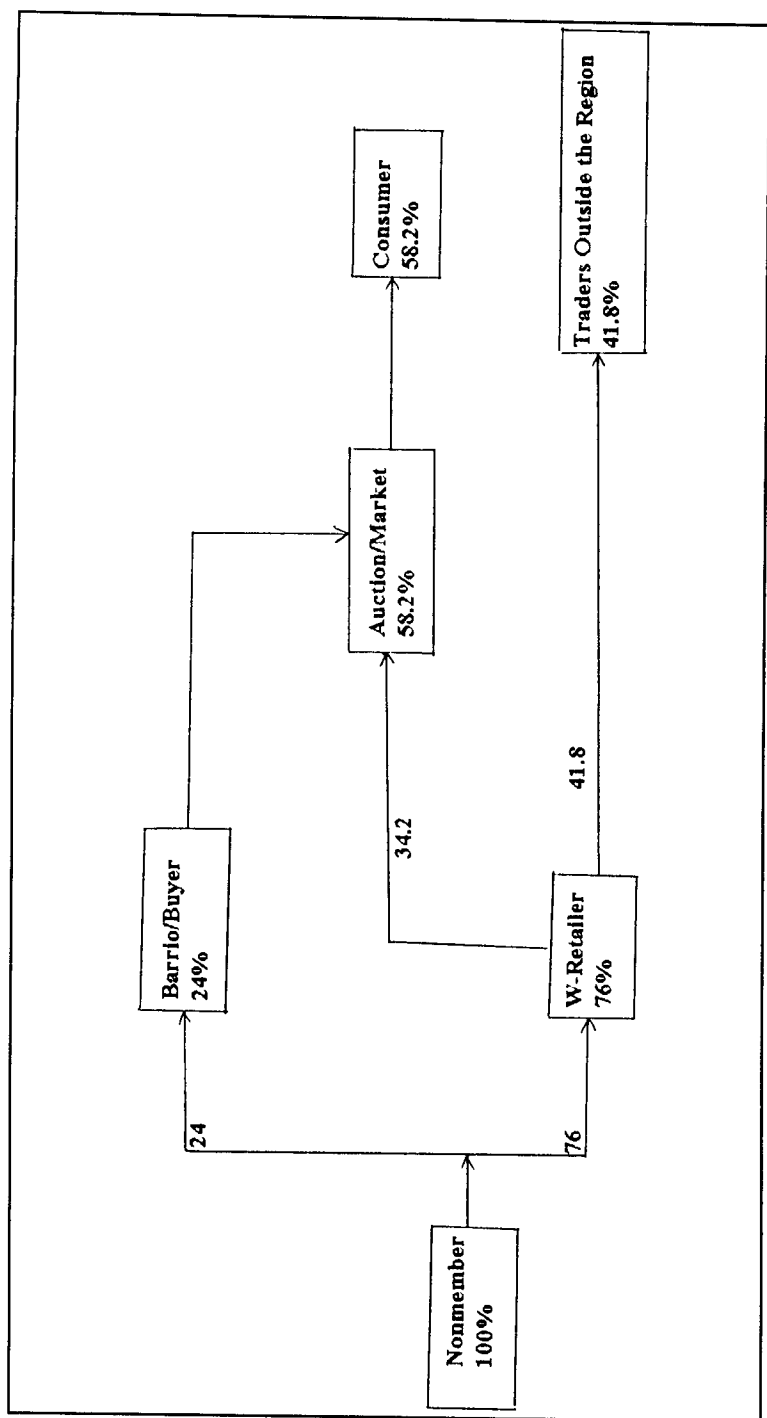 Nonmember
100%
24
76
Barrio/Buyer
24%
W-Retailer
76%
34.2
41.8
Auction/Market
58.2%
Consumer
58.2%
Traders Outside the Region
41.8%